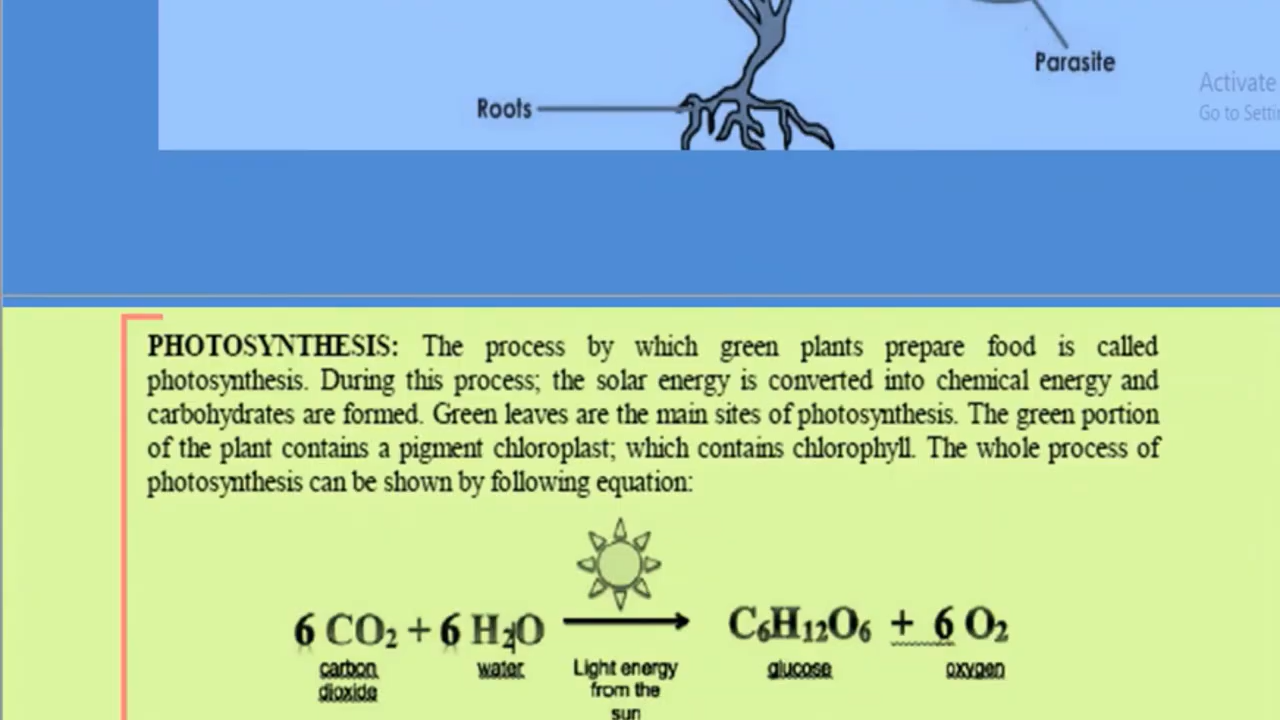 Parasite
Activate
Go to Setti
Roots
PHOTOSYNTHESIS: The process by which green plants prepare food is called
photosynthesis. During this process; the solar energy is converted into chemical energy and
carbohydrates are formed. Green leaves are the main sites of photosynthesis. The green portion
of the plant contains a pigment chloroplast; which contains chlorophyll. The whole process of
photosynthesis can be shown by following equation:
6 CO₂ + 6 H₂O C₆H₁₂O₆ + 6 O₂
carbon dioxide water Light energy from the sun glucose oxygen